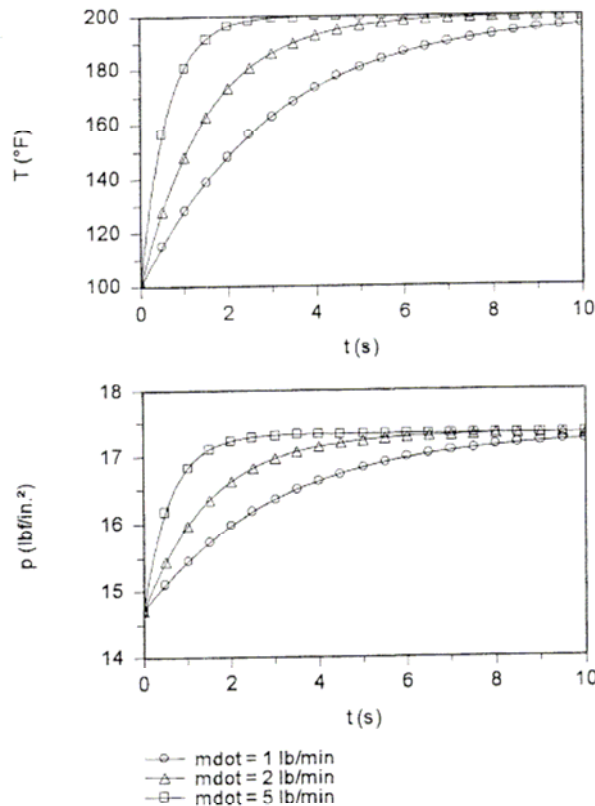 200
180
160
140
120
100
T (°F)
0 2 4 6 8 10
t (s)
18
17
16
15
14
p (lbf/in.²)
0 2 4 6 8 10
t (s)
mdot = 1 lb/min
mdot = 2 lb/min
mdot = 5 lb/min